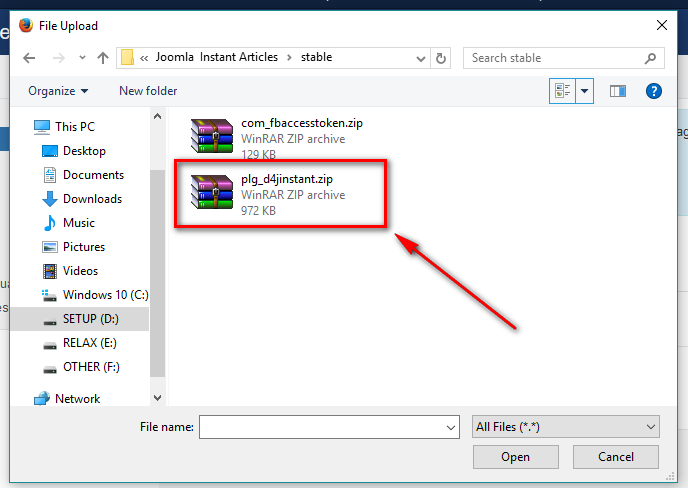 File Upload
« Joomla Instant Articles › stable
Search stable
Organize
New folder
This PC
Desktop
Documents
Downloads
Music
Pictures
Videos
Windows 10 (C:)
SETUP (D:)
RELAX (E:)
OTHER (F:)
Network
com_fbaccesstoken.zip
WinRAR ZIP archive
129 KB
plg_d4jinstant.zip
WinRAR ZIP archive
972 KB
File name:
All Files (*.*)
Open
Cancel